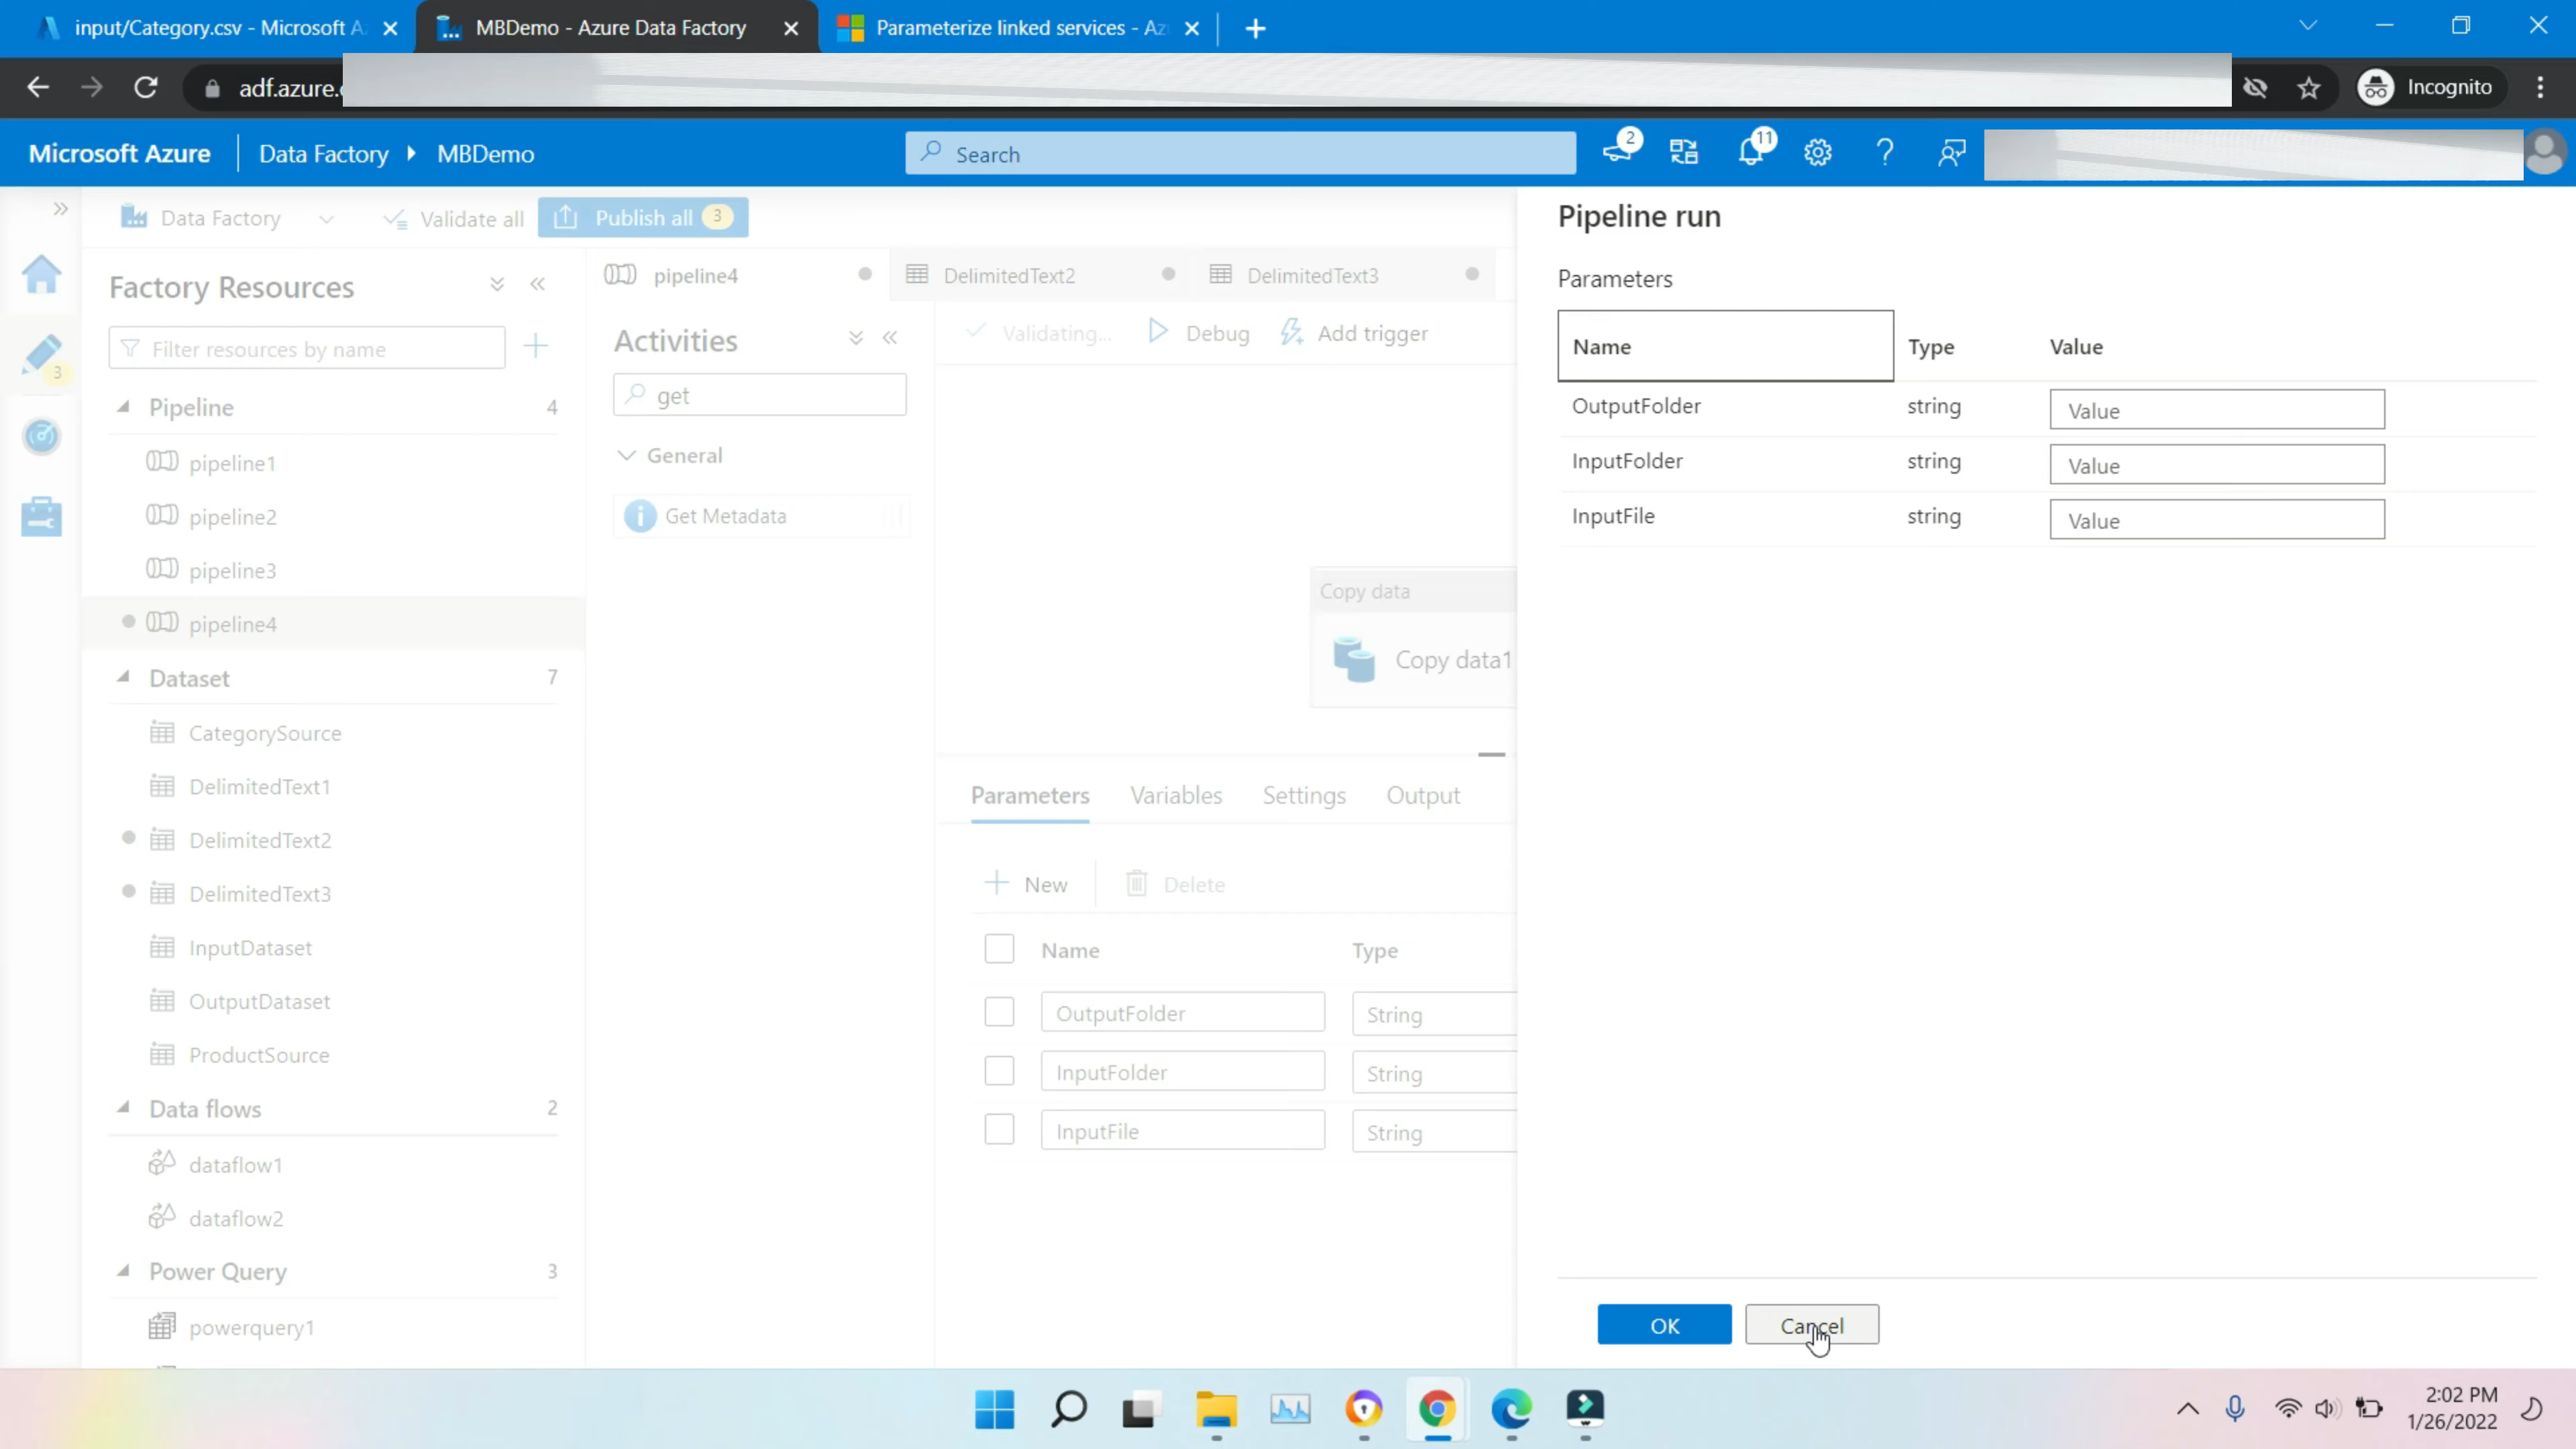 input/Category.csv - Microsoft Az
MBDemo - Azure Data Factory
Parameterize linked services - Az
adf.azure.c
Incognito
Microsoft Azure
Data Factory
MBDemo
Search
2
11
Data Factory
Validate all
Publish all
3
Factory Resources
Filter resources by name
3
Pipeline
4
pipeline1
pipeline2
pipeline3
pipeline4
Dataset
7
CategorySource
DelimitedText1
DelimitedText2
DelimitedText3
InputDataset
OutputDataset
ProductSource
Data flows
2
dataflow1
dataflow2
Power Query
3
powerquery1
pipeline4
DelimitedText2
DelimitedText3
Activities
get
General
Get Metadata
Validating...
Debug
Add trigger
Copy data
Copy data1
Parameters
Variables
Settings
Output
New
Delete
Name
Type
OutputFolder
String
InputFolder
String
InputFile
String
Pipeline run
Parameters
Name
Type
Value
OutputFolder
string
Value
InputFolder
string
Value
InputFile
string
Value
OK
Cancel
2:02 PM
1/26/2022